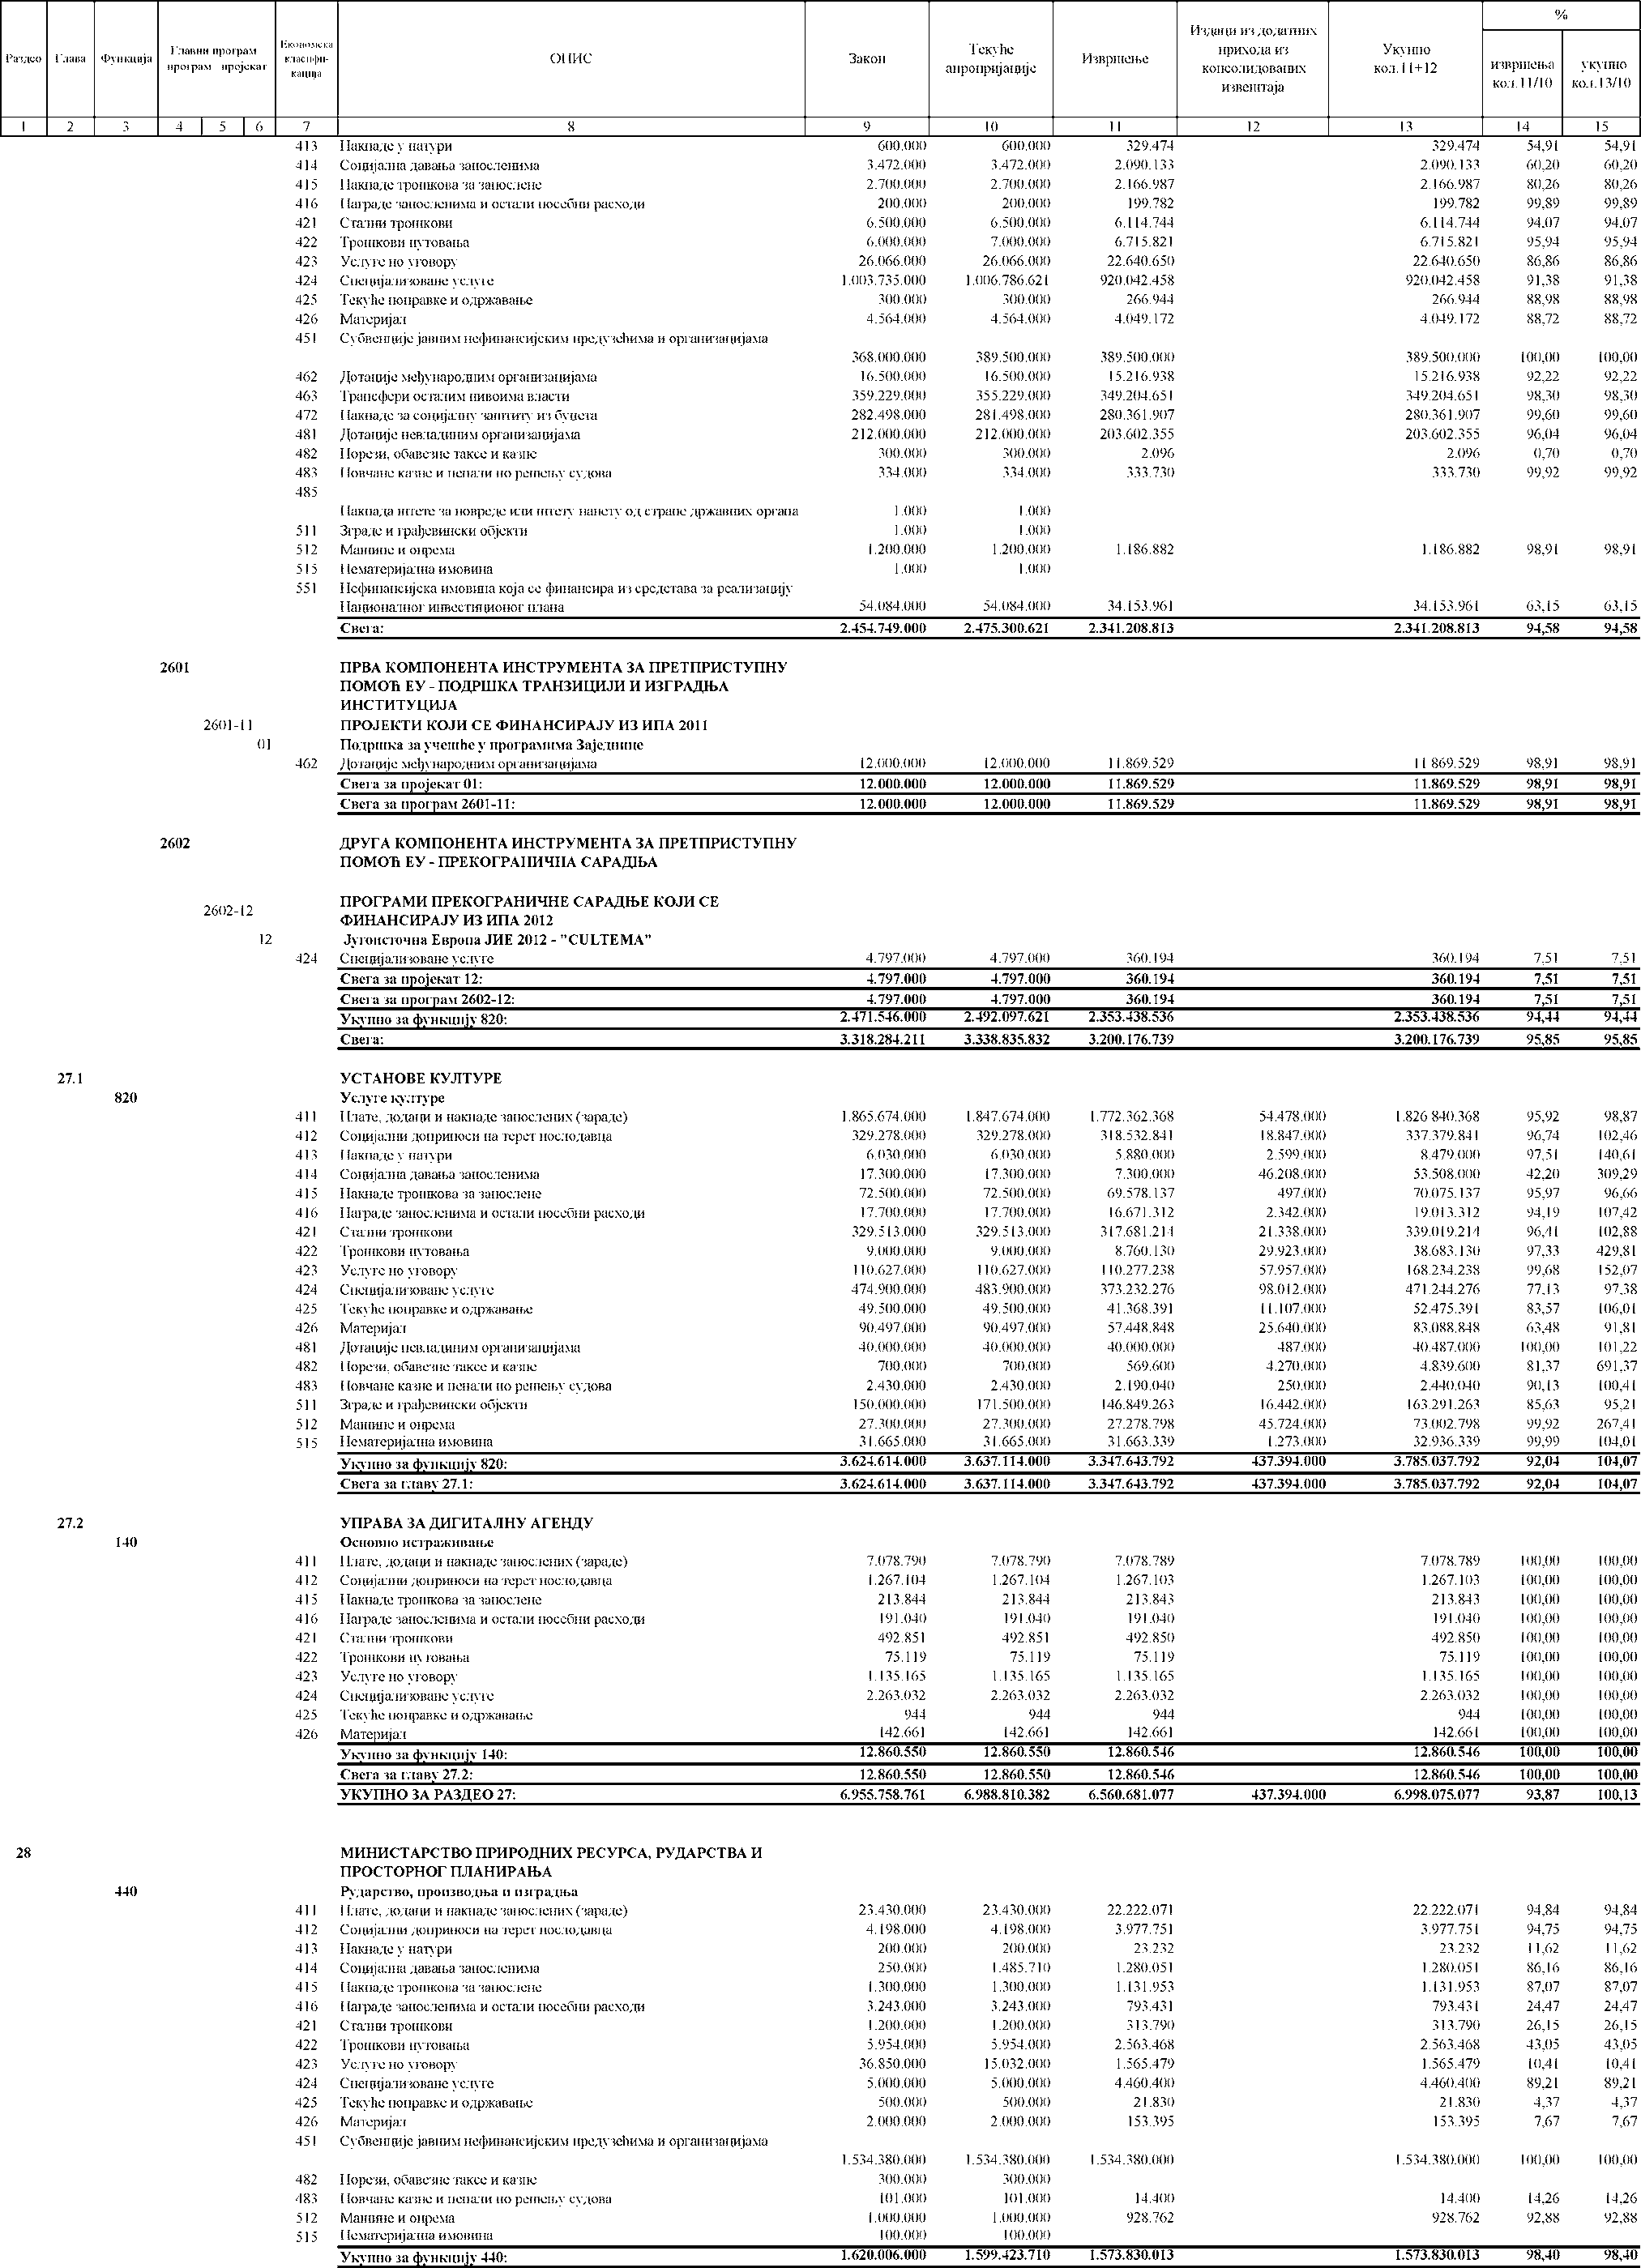 Раздео Глава Функција Главни програм програм пројекат Економска класифи-кација ОПИС Закон Текуће апропријације Извршење Издаци из додатних прихода из консолидованих извештаја Укупно кол.11+12 % извршења кол.11/10 укупно кол.13/10
1 2 3 4 5 6 7 8 9 10 11 12 13 14 15
413 Накнаде у натури 600.000 600.000 329.474 329.474 54,91 54,91
414 Социјална давања запосленима 3.472.000 3.472.000 2.090.133 2.090.133 60,20 60,20
415 Накнаде трошкова за запослене 2.700.000 2.700.000 2.166.987 2.166.987 80,26 80,26
416 Награде запосленима и остали посебни расходи 200.000 200.000 199.782 199.782 99,89 99,89
421 Стални трошкови 6.500.000 6.500.000 6.114.744 6.114.744 94,07 94,07
422 Трошкови путовања 6.000.000 7.000.000 6.715.821 6.715.821 95,94 95,94
423 Услуге по уговору 26.066.000 26.066.000 22.640.650 22.640.650 86,86 86,86
424 Специјализоване услуге 1.003.735.000 1.006.786.621 920.042.458 920.042.458 91,38 91,38
425 Текуће поправке и одржавање 300.000 300.000 266.944 266.944 88,98 88,98
426 Материјал 4.564.000 4.564.000 4.049.172 4.049.172 88,72 88,72
451 Субвенције јавним нефинансијским предузећима и организацијама
368.000.000 389.500.000 389.500.000 389.500.000 100,00 100,00
462 Дотације међународним организацијама 16.500.000 16.500.000 15.216.938 15.216.938 92,22 92,22
463 Трансфери осталим нивоима власти 359.229.000 355.229.000 349.204.651 349.204.651 98,30 98,30
472 Накнаде за социјалну заштиту из буџета 282.498.000 281.498.000 280.361.907 280.361.907 99,60 99,60
481 Дотације невладиним организацијама 212.000.000 212.000.000 203.602.355 203.602.355 96,04 96,04
482 Порези, обавезне таксе и казне 300.000 300.000 2.096 2.096 0,70 0,70
483 Новчане казне и пенали по решењу судова 334.000 334.000 333.730 333.730 99,92 99,92
485
Накнада штете за повреде или штету нанету од стране државних органа 1.000 1.000
511 Зграде и грађевински објекти 1.000 1.000
512 Машине и опрема 1.200.000 1.200.000 1.186.882 1.186.882 98,91 98,91
515 Нематеријална имовина 1.000 1.000
551 Нефинансијска имовина која се финансира из средстава за реализацију
Националног инвестиционог плана 54.084.000 54.084.000 34.153.961 34.153.961 63,15 63,15
Свега: 2.454.749.000 2.475.300.621 2.341.208.813 2.341.208.813 94,58 94,58
2601 ПРВА КОМПОНЕНТА ИНСТРУМЕНТА ЗА ПРЕТПРИСТУПНУ
ПОМОЋ ЕУ - ПОДРШКА ТРАНЗИЦИЈИ И ИЗГРАДЊА
ИНСТИТУЦИЈА
2601-11 ПРОЈЕКТИ КОЈИ СЕ ФИНАНСИРАЈУ ИЗ ИПА 2011
01 Подршка за учешће у програмима Заједнице
462 Дотације међународним организацијама 12.000.000 12.000.000 11.869.529 11.869.529 98,91 98,91
Свега за пројекат 01: 12.000.000 12.000.000 11.869.529 11.869.529 98,91 98,91
Свега за програм 2601-11: 12.000.000 12.000.000 11.869.529 11.869.529 98,91 98,91
2602 ДРУГА КОМПОНЕНТА ИНСТРУМЕНТА ЗА ПРЕТПРИСТУПНУ
ПОМОЋ ЕУ - ПРЕКОГРАНИЧНА САРАДЊА
2602-12 ПРОГРАМИ ПРЕКОГРАНИЧНЕ САРАДЊЕ КОЈИ СЕ
ФИНАНСИРАЈУ ИЗ ИПА 2012
12 Југоисточна Европа ЈИЕ 2012 - "CULTEMA"
424 Специјализоване услуге 4.797.000 4.797.000 360.194 360.194 7,51 7,51
Свега за пројекат 12: 4.797.000 4.797.000 360.194 360.194 7,51 7,51
Свега за програм 2602-12: 4.797.000 4.797.000 360.194 360.194 7,51 7,51
Укупно за функцију 820: 2.471.546.000 2.492.097.621 2.353.438.536 2.353.438.536 94,44 94,44
Свега: 3.318.284.211 3.338.835.832 3.200.176.739 3.200.176.739 95,85 95,85
27.1 УСТАНОВЕ КУЛТУРЕ
820 Услуге културе
411 Плате, додаци и накнаде запослених (зараде) 1.865.674.000 1.847.674.000 1.772.362.368 54.478.000 1.826.840.368 95,92 98,87
412 Социјални доприноси на терет послодавца 329.278.000 329.278.000 318.532.841 18.847.000 337.379.841 96,74 102,46
413 Накнаде у натури 6.030.000 6.030.000 5.880.000 2.599.000 8.479.000 97,51 140,61
414 Социјална давања запосленима 17.300.000 17.300.000 7.300.000 46.208.000 53.508.000 42,20 309,29
415 Накнаде трошкова за запослене 72.500.000 72.500.000 69.578.137 497.000 70.075.137 95,97 96,66
416 Награде запосленима и остали посебни расходи 17.700.000 17.700.000 16.671.312 2.342.000 19.013.312 94,19 107,42
421 Стални трошкови 329.513.000 329.513.000 317.681.214 21.338.000 339.019.214 96,41 102,88
422 Трошкови путовања 9.000.000 9.000.000 8.760.130 29.923.000 38.683.130 97,33 429,81
423 Услуге по уговору 110.627.000 110.627.000 110.277.238 57.957.000 168.234.238 99,68 152,07
424 Специјализоване услуге 474.900.000 483.900.000 373.232.276 98.012.000 471.244.276 77,13 97,38
425 Текуће поправке и одржавање 49.500.000 49.500.000 41.368.391 11.107.000 52.475.391 83,57 106,01
426 Материјал 90.497.000 90.497.000 57.448.848 25.640.000 83.088.848 63,48 91,81
481 Дотације невладиним организацијама 40.000.000 40.000.000 40.000.000 487.000 40.487.000 100,00 101,22
482 Порези, обавезне таксе и казне 700.000 700.000 569.600 4.270.000 4.839.600 81,37 691,37
483 Новчане казне и пенали по решењу судова 2.430.000 2.430.000 2.190.040 250.000 2.440.040 90,13 100,41
511 Зграде и грађевински објекти 150.000.000 171.500.000 146.849.263 16.442.000 163.291.263 85,63 95,21
512 Машине и опрема 27.300.000 27.300.000 27.278.798 45.724.000 73.002.798 99,92 267,41
515 Нематеријална имовина 31.665.000 31.665.000 31.663.339 1.273.000 32.936.339 99,99 104,01
Укупно за функцију 820: 3.624.614.000 3.637.114.000 3.347.643.792 437.394.000 3.785.037.792 92,04 104,07
Свега за главу 27.1: 3.624.614.000 3.637.114.000 3.347.643.792 437.394.000 3.785.037.792 92,04 104,07
27.2 УПРАВА ЗА ДИГИТАЛНУ АГЕНДУ
140 Основно истраживање
411 Плате, додаци и накнаде запослених (зараде) 7.078.790 7.078.790 7.078.789 7.078.789 100,00 100,00
412 Социјални доприноси на терет послодавца 1.267.104 1.267.104 1.267.103 1.267.103 100,00 100,00
415 Накнаде трошкова за запослене 213.844 213.844 213.843 213.843 100,00 100,00
416 Награде запосленима и остали посебни расходи 191.040 191.040 191.040 191.040 100,00 100,00
421 Стални трошкови 492.851 492.851 492.850 492.850 100,00 100,00
422 Трошкови путовања 75.119 75.119 75.119 75.119 100,00 100,00
423 Услуге по уговору 1.135.165 1.135.165 1.135.165 1.135.165 100,00 100,00
424 Специјализоване услуге 2.263.032 2.263.032 2.263.032 2.263.032 100,00 100,00
425 Текуће поправке и одржавање 944 944 944 944 100,00 100,00
426 Материјал 142.661 142.661 142.661 142.661 100,00 100,00
Укупно за функцију 140: 12.860.550 12.860.550 12.860.546 12.860.546 100,00 100,00
Свега за главу 27.2: 12.860.550 12.860.550 12.860.546 12.860.546 100,00 100,00
УКУПНО ЗА РАЗДЕО 27: 6.955.758.761 6.988.810.382 6.560.681.077 437.394.000 6.998.075.077 93,87 100,13
28 МИНИСТАРСТВО ПРИРОДНИХ РЕСУРСА, РУДАРСТВА И
ПРОСТОРНОГ ПЛАНИРАЊА
440 Рударство, производња и изградња
411 Плате, додаци и накнаде запослених (зараде) 23.430.000 23.430.000 22.222.071 22.222.071 94,84 94,84
412 Социјални доприноси на терет послодавца 4.198.000 4.198.000 3.977.751 3.977.751 94,75 94,75
413 Накнаде у натури 200.000 200.000 23.232 23.232 11,62 11,62
414 Социјална давања запосленима 250.000 1.485.710 1.280.051 1.280.051 86,16 86,16
415 Накнаде трошкова за запослене 1.300.000 1.300.000 1.131.953 1.131.953 87,07 87,07
416 Награде запосленима и остали посебни расходи 3.243.000 3.243.000 793.431 793.431 24,47 24,47
421 Стални трошкови 1.200.000 1.200.000 313.790 313.790 26,15 26,15
422 Трошкови путовања 5.954.000 5.954.000 2.563.468 2.563.468 43,05 43,05
423 Услуге по уговору 36.850.000 15.032.000 1.565.479 1.565.479 10,41 10,41
424 Специјализоване услуге 5.000.000 5.000.000 4.460.400 4.460.400 89,21 89,21
425 Текуће поправке и одржавање 500.000 500.000 21.830 21.830 4,37 4,37
426 Материјал 2.000.000 2.000.000 153.395 153.395 7,67 7,67
451 Субвенције јавним нефинансијским предузећима и организацијама
1.534.380.000 1.534.380.000 1.534.380.000 1.534.380.000 100,00 100,00
482 Порези, обавезне таксе и казне 300.000 300.000
483 Новчане казне и пенали по решењу судова 101.000 101.000 14.400 14.400 14,26 14,26
512 Машине и опрема 1.000.000 1.000.000 928.762 928.762 92,88 92,88
515 Нематеријална имовина 100.000 100.000
Укупно за функцију 440: 1.620.006.000 1.599.423.710 1.573.830.013 1.573.830.013 98,40 98,40